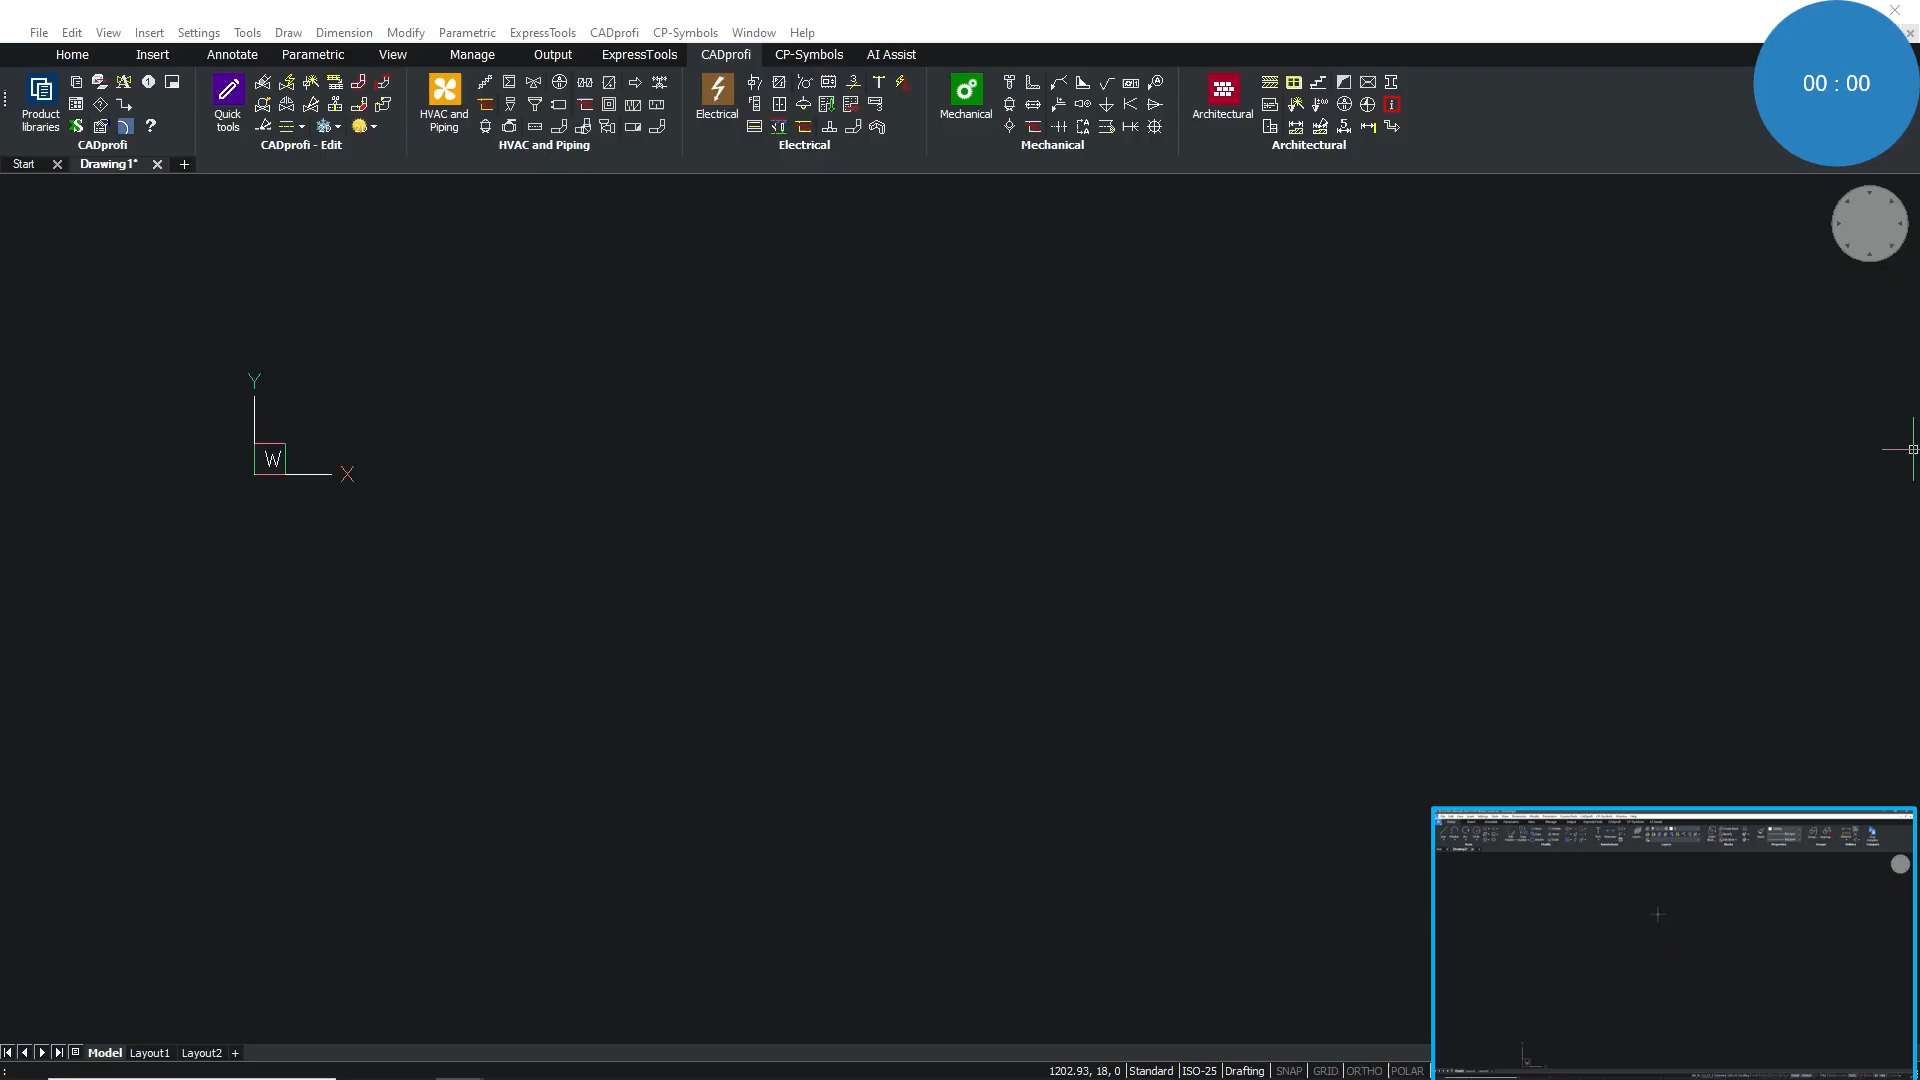 File Edit View Insert Settings Tools Draw Dimension Modify Parametric ExpressTools CADprofi CP-Symbols Window Help
Home Insert Annotate Parametric View Manage Output ExpressTools CADprofi CP-Symbols AI Assist
00 : 00
Product libraries
Quick tools
HVAC and Piping
Electrical
Mechanical
Architectural
CADprofi
CADprofi - Edit
HVAC and Piping
Electrical
Mechanical
Architectural
Start Drawing1*
Y
W
X
Model Layout1 Layout2 +
: 1202.93, 18, 0 Standard ISO-25 Drafting SNAP GRID ORTHO POLAR